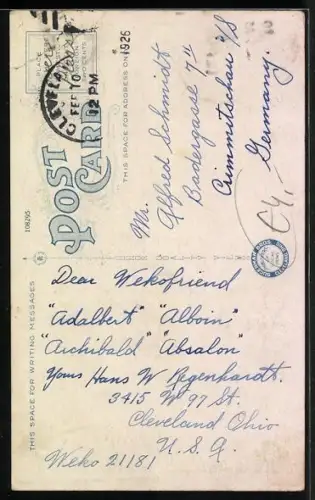 CLEVELAND
FEB 10
12 PM
1926
PLACE
POST CARD
THIS SPACE FOR ADDRESS ONLY
Mr.
Alfred Schmidt
Badergasse 7 II
Crimmitschau i/S
Germany.
108295
THIS SPACE FOR WRITING MESSAGES
Dear Wekofriend
"Adalbert" "Alboin"
"Archibald" "Absalon"
Yours Hans W Regenhardt.
3415 W 97 St.
Cleveland Ohio
U. S. A.
Weko 21181